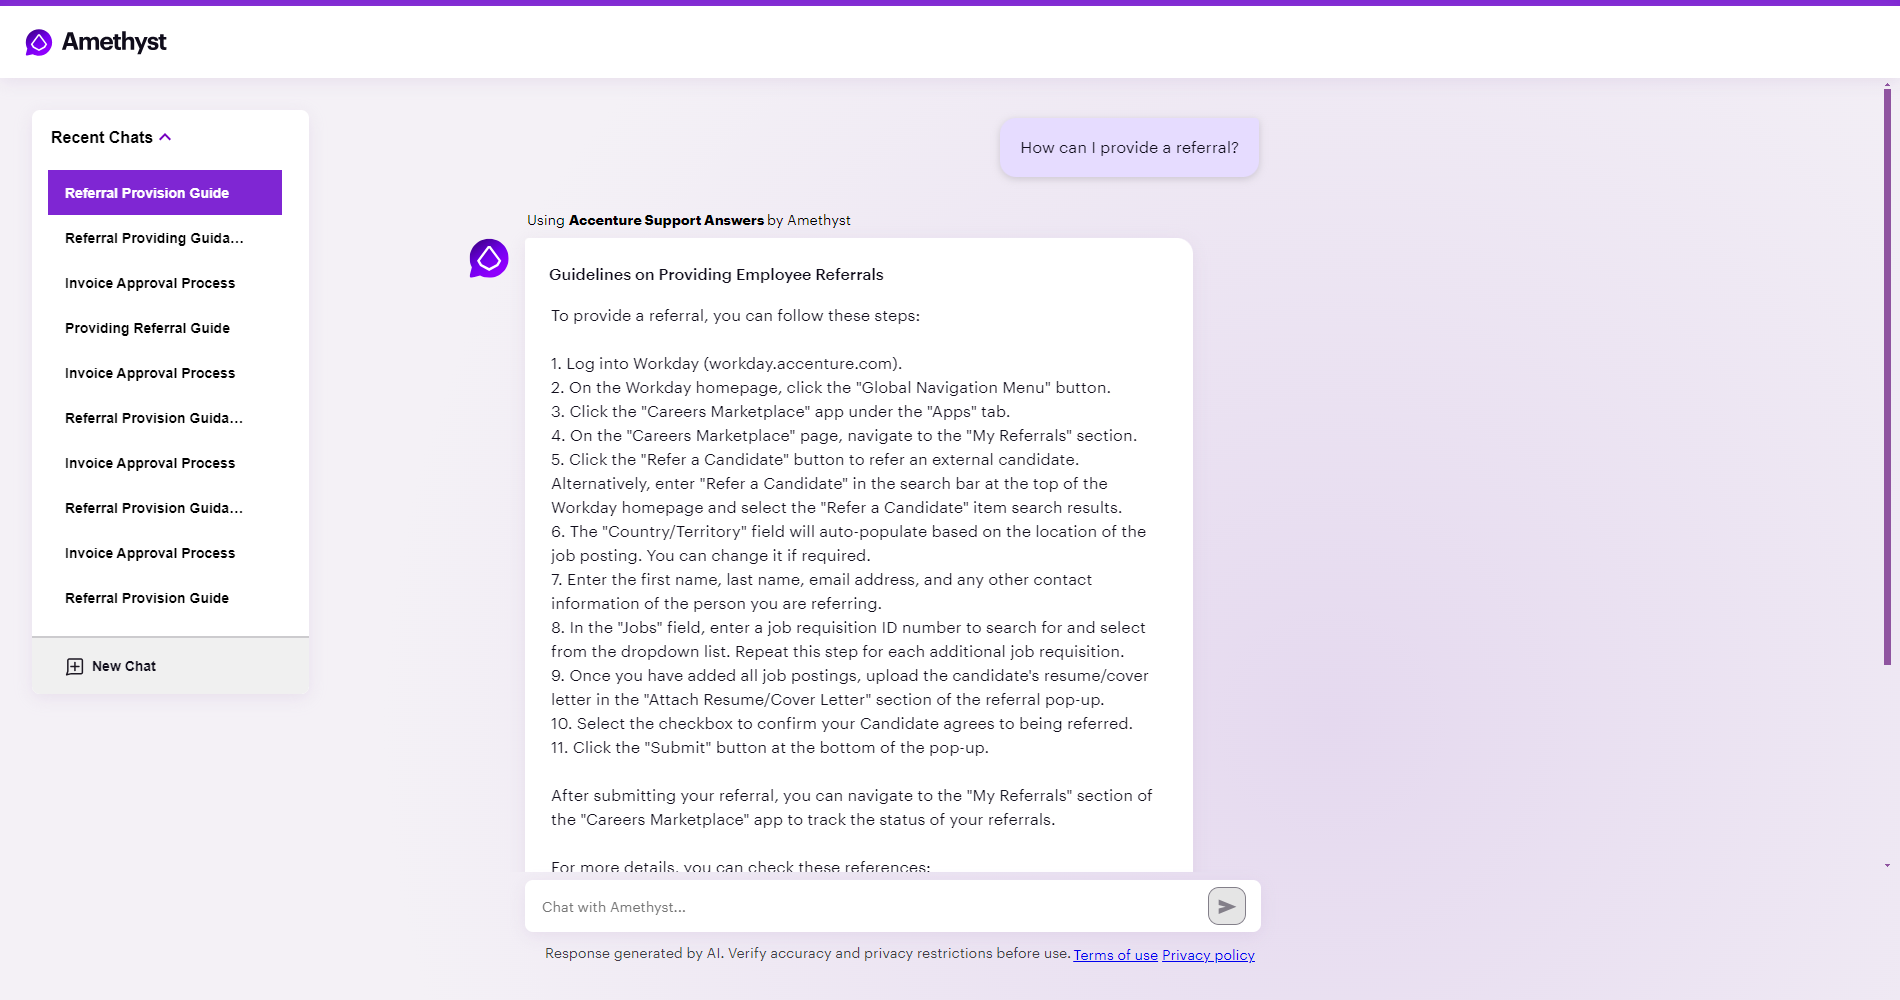 Amethyst
Recent Chats
Referral Provision Guide
Referral Providing Guida...
Invoice Approval Process
Providing Referral Guide
Invoice Approval Process
Referral Provision Guida...
Invoice Approval Process
Referral Provision Guida...
Invoice Approval Process
Referral Provision Guide
New Chat
How can I provide a referral?
Using Accenture Support Answers by Amethyst
Guidelines on Providing Employee Referrals
To provide a referral, you can follow these steps:
1. Log into Workday (workday.accenture.com).
2. On the Workday homepage, click the "Global Navigation Menu" button.
3. Click the "Careers Marketplace" app under the "Apps" tab.
4. On the "Careers Marketplace" page, navigate to the "My Referrals" section.
5. Click the "Refer a Candidate" button to refer an external candidate.
Alternatively, enter "Refer a Candidate" in the search bar at the top of the
Workday homepage and select the "Refer a Candidate" item search results.
6. The "Country/Territory" field will auto-populate based on the location of the
job posting. You can change it if required.
7. Enter the first name, last name, email address, and any other contact
information of the person you are referring.
8. In the "Jobs" field, enter a job requisition ID number to search for and select
from the dropdown list. Repeat this step for each additional job requisition.
9. Once you have added all job postings, upload the candidate's resume/cover
letter in the "Attach Resume/Cover Letter" section of the referral pop-up.
10. Select the checkbox to confirm your Candidate agrees to being referred.
11. Click the "Submit" button at the bottom of the pop-up.
After submitting your referral, you can navigate to the "My Referrals" section of
the "Careers Marketplace" app to track the status of your referrals.
For more details, you can check these references:
Chat with Amethyst...
Response generated by AI. Verify accuracy and privacy restrictions before use. Terms of use Privacy policy